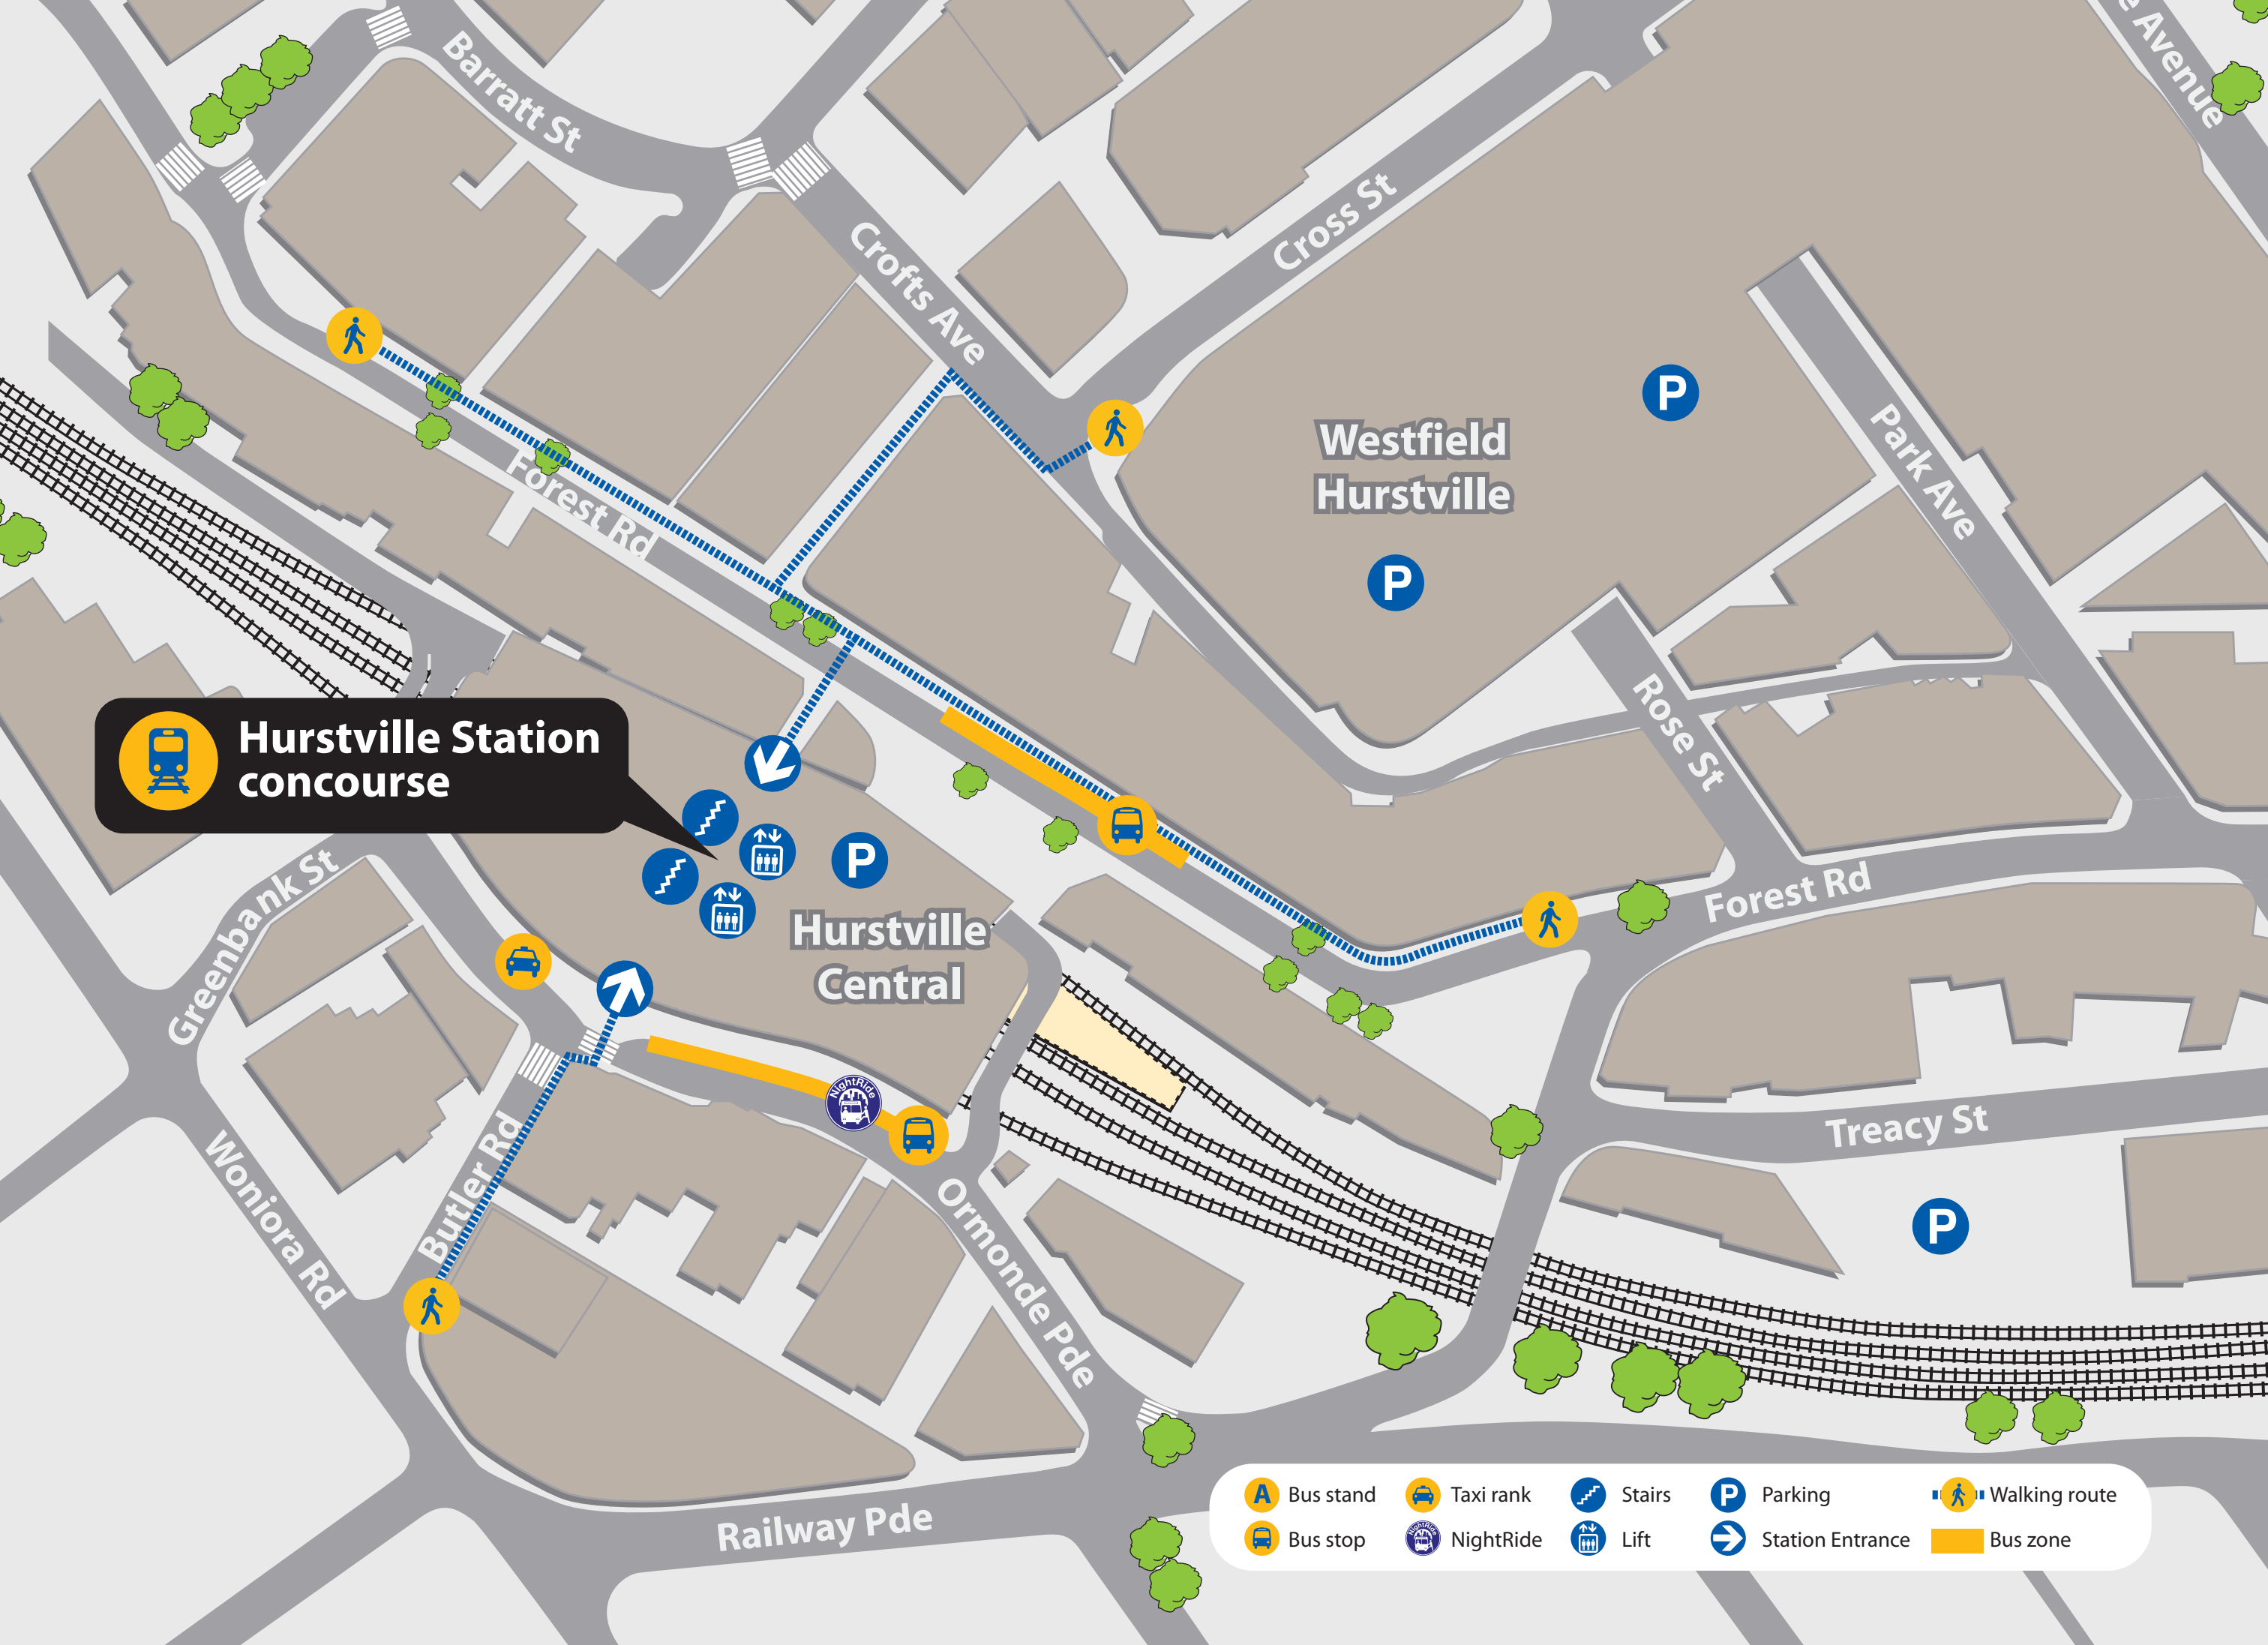 Barratt St
Crofts Ave
Cross St
e Avenue
Forest Rd
Westfield
Hurstville
P
P
Park Ave
Rose St
Hurstville Station
concourse
P
Hurstville
Central
Forest Rd
Greenbank St
NightRide
Butler Rd
Woniora Rd
Ormonde Pde
Treacy St
P
Railway Pde
A Bus stand
Taxi rank
Stairs
P Parking
Walking route
Bus stop
NightRide NightRide
Lift
Station Entrance
Bus zone